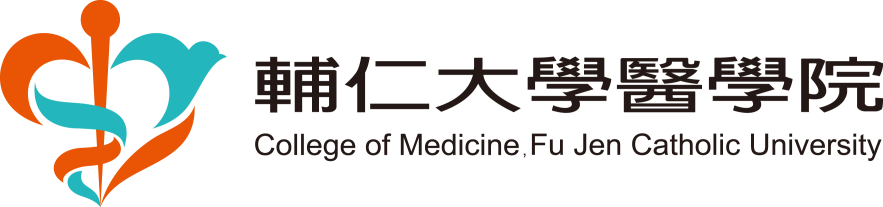 輔仁大學醫學院
College of Medicine, Fu Jen Catholic University